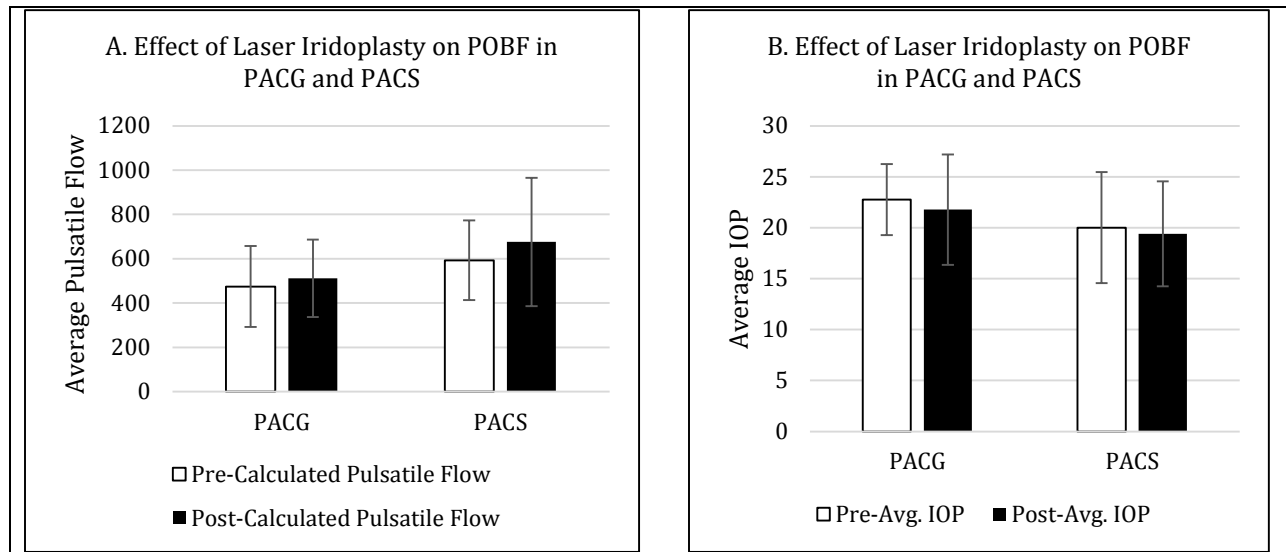 A. Effect of Laser Iridoplasty on POBF in
PACG and PACS
1200
1000
800
600
400
200
0
Average Pulsatile Flow
PACG PACS
Pre-Calculated Pulsatile Flow
Post-Calculated Pulsatile Flow
B. Effect of Laser Iridoplasty on POBF
in PACG and PACS
30
25
20
15
10
5
0
Average IOP
PACG PACS
Pre-Avg. IOP Post-Avg. IOP